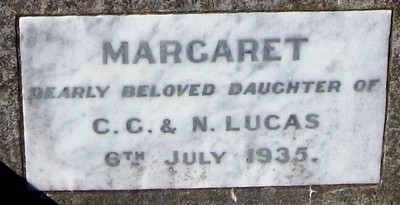 MARGARET
DEARLY BELOVED DAUGHTER OF
C.C. & N. LUCAS
6TH JULY 1935.